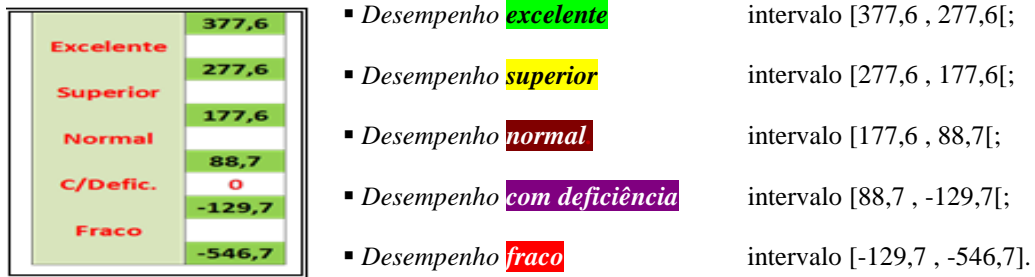 377,6
Excelente
277,6
Superior
177,6
Normal
88,7
C/Defic.
0
-129,7
Fraco
-546,7
▪ Desempenho excelente intervalo [377,6 , 277,6[;
▪ Desempenho superior intervalo [277,6 , 177,6[;
▪ Desempenho normal intervalo [177,6 , 88,7[;
▪ Desempenho com deficiência intervalo [88,7 , -129,7[;
▪ Desempenho fraco intervalo [-129,7 , -546,7].